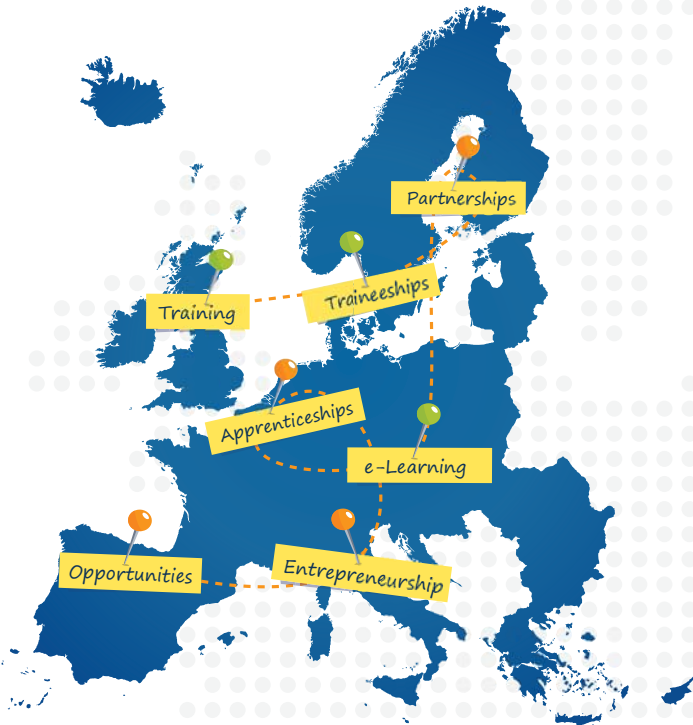 Partnerships
Traineeships
Training
Apprenticeships
e-Learning
Opportunities
Entrepreneurship